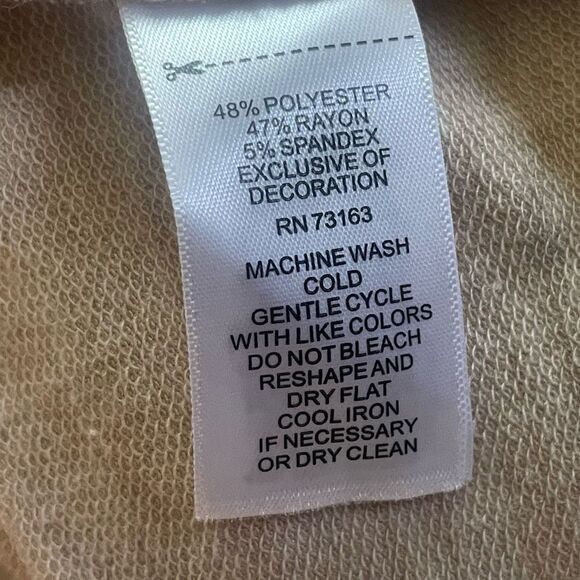 48% POLYESTER
47% RAYON
5% SPANDEX
EXCLUSIVE OF
DECORATION
RN 73163
MACHINE WASH
COLD
GENTLE CYCLE
WITH LIKE COLORS
DO NOT BLEACH
RESHAPE AND
DRY FLAT
COOL IRON
IF NECESSARY
OR DRY CLEAN